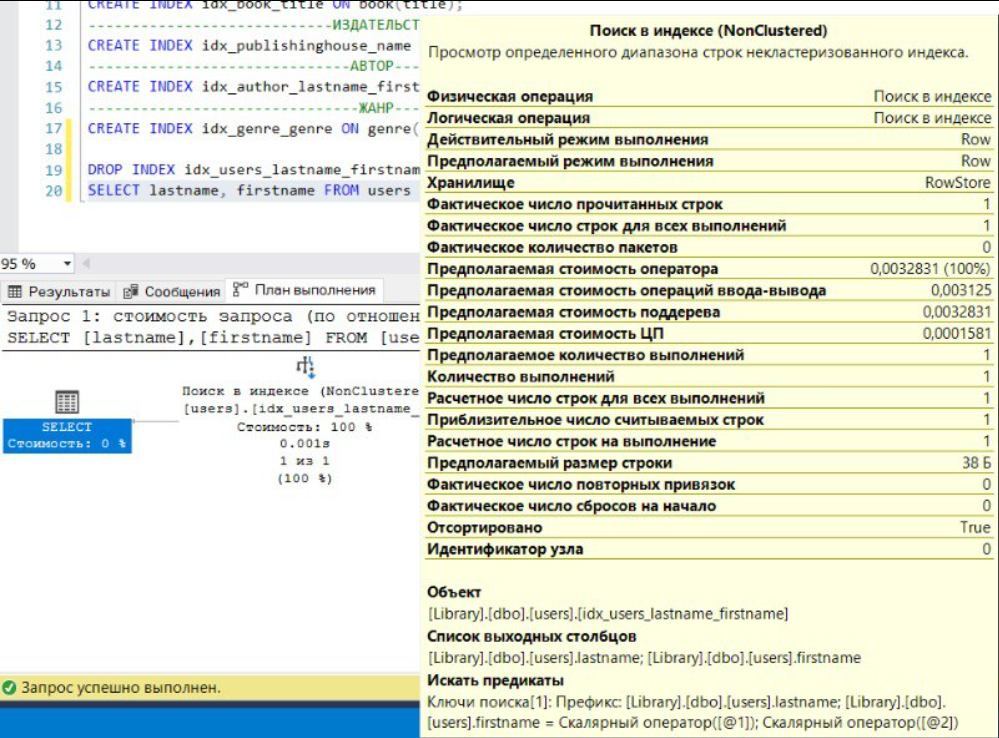 11 CREATE INDEX idx_book_title ON book(title);
12 ------------------------------ИЗДАТЕЛЬСТ
13 CREATE INDEX idx_publishinghouse_name
14 --------------------------------АВТОР---
15 CREATE INDEX idx_author_lastname_first
16 ---------------------------------ЖАНР---
17 CREATE INDEX idx_genre_genre ON genre(
18
19 DROP INDEX idx_users_lastname_firstnam
20 SELECT lastname, firstname FROM users
95 %
Результаты Сообщения План выполнения
Запрос 1: стоимость запроса (по отношен
SELECT [lastname],[firstname] FROM [use
SELECT
Стоимость: 0 %
Поиск в индексе (NonClustere
[users].[idx_users_lastname_
Стоимость: 100 %
0.001s
1 из 1
(100 %)
Запрос успешно выполнен.
Поиск в индексе (NonClustered)
Просмотр определенного диапазона строк некластеризованного индекса.
Физическая операция Поиск в индексе
Логическая операция Поиск в индексе
Действительный режим выполнения Row
Предполагаемый режим выполнения Row
Хранилище RowStore
Фактическое число прочитанных строк 1
Фактическое число строк для всех выполнений 1
Фактическое количество пакетов 0
Предполагаемая стоимость оператора 0,0032831 (100%)
Предполагаемая стоимость операций ввода-вывода 0,003125
Предполагаемая стоимость поддерева 0,0032831
Предполагаемая стоимость ЦП 0,0001581
Предполагаемое количество выполнений 1
Количество выполнений 1
Расчетное число строк для всех выполнений 1
Приблизительное число считываемых строк 1
Расчетное число строк на выполнение 1
Предполагаемый размер строки 38 Б
Фактическое число повторных привязок 0
Фактическое число сбросов на начало 0
Отсортировано True
Идентификатор узла 0
Объект
[Library].[dbo].[users].[idx_users_lastname_firstname]
Список выходных столбцов
[Library].[dbo].[users].lastname; [Library].[dbo].[users].firstname
Искать предикаты
Ключи поиска[1]: Префикс: [Library].[dbo].[users].lastname; [Library].[dbo].
[users].firstname = Скалярный оператор([@1]); Скалярный оператор([@2])